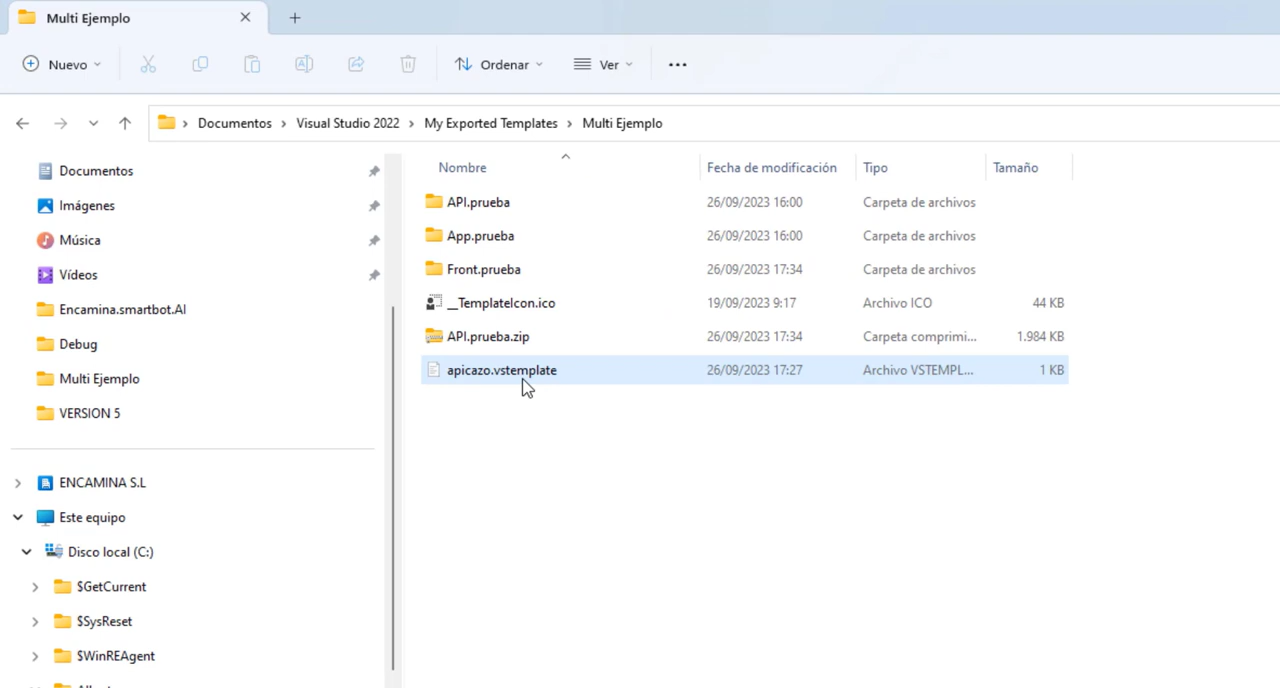 Multi Ejemplo
Nuevo
Ordenar
Ver
Documentos > Visual Studio 2022 > My Exported Templates > Multi Ejemplo
Documentos
Imágenes
Música
Vídeos
Encamina.smartbot.AI
Debug
Multi Ejemplo
VERSION 5
ENCAMINA S.L
Este equipo
Disco local (C:)
$GetCurrent
$SysReset
$WinREAgent
Nombre Fecha de modificación Tipo Tamaño
API.prueba 26/09/2023 16:00 Carpeta de archivos
App.prueba 26/09/2023 16:00 Carpeta de archivos
Front.prueba 26/09/2023 17:34 Carpeta de archivos
__TemplateIcon.ico 19/09/2023 9:17 Archivo ICO 44 KB
API.prueba.zip 26/09/2023 17:34 Carpeta comprimi... 1.984 KB
apicazo.vstemplate 26/09/2023 17:27 Archivo VSTEMPL... 1 KB